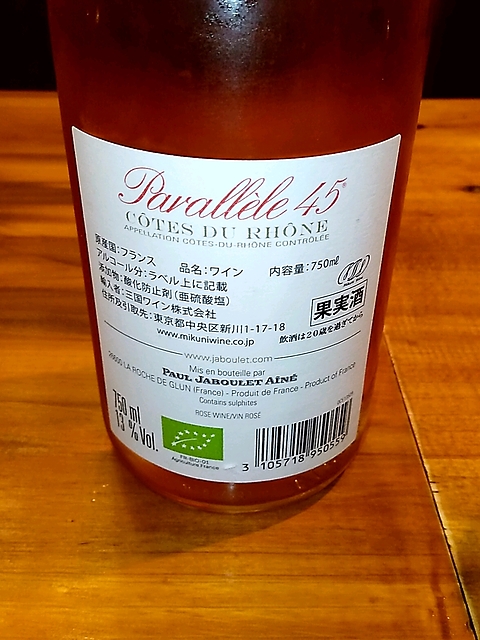 Parallèle 45
CÔTES DU RHÔNE
APPELLATION CÔTES-DU-RHÔNE CONTRÔLÉE
原産国：フランス 品名：ワイン 内容量：750㎖
アルコール分：ラベル上に記載
添加物：酸化防止剤（亜硫酸塩）
輸入者：三国ワイン株式会社
住所及引取先：東京都中央区新川1-17-18
www.mikuniwine.co.jp
果実酒
飲酒は20歳を過ぎてから
www.jaboulet.com
Mis en bouteille par
PAUL JABOULET AÎNÉ
26600 LA ROCHE DE GLUN (France) - Produit de France - Product of France
Contains sulphites
ROSE WINE/VIN ROSÉ
750 ml
13 % Vol.
FR-BIO-01
Agriculture France
3 105718 950559